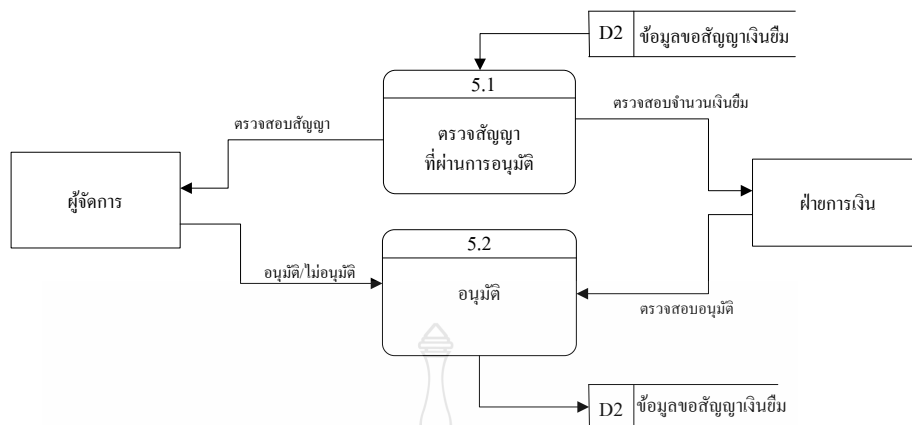 D2 ข้อมูลขอสัญญาเงินยืม
5.1
ตรวจสอบสัญญา
ตรวจสัญญา
ที่ผ่านการอนุมัติ
ตรวจสอบจำนวนเงินยืม
ผู้จัดการ
ฝ่ายการเงิน
5.2
อนุมัติ/ไม่อนุมัติ
อนุมัติ
ตรวจสอบอนุมัติ
D2 ข้อมูลขอสัญญาเงินยืม